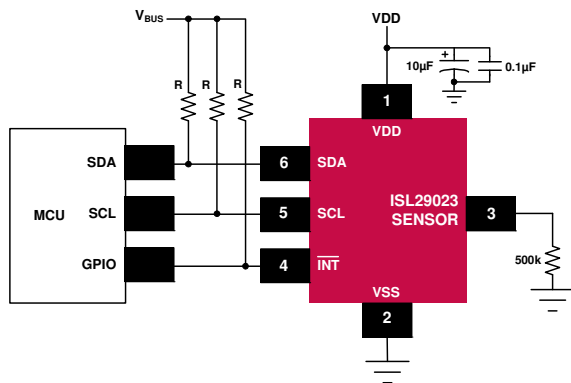 V_BUS
VDD
R R R
10µF
0.1µF
+
1
VDD
MCU
SDA
SCL
GPIO
6
SDA
5
SCL
4
INT
ISL29023
SENSOR
3
500k
VSS
2